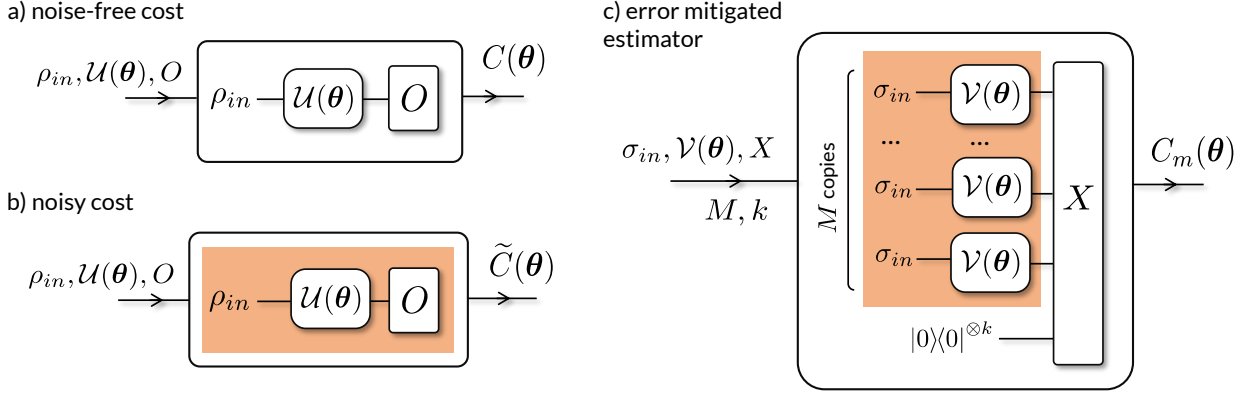 a) noise-free cost
ρ_in, 𝒰(θ), O
ρ_in 𝒰(θ) O
C(θ)
b) noisy cost
ρ_in, 𝒰(θ), O
ρ_in 𝒰(θ) O
C̃(θ)
c) error mitigated
estimator
σ_in, 𝒱(θ), X
M, k
M copies
σ_in 𝒱(θ)
... ...
σ_in 𝒱(θ)
σ_in 𝒱(θ)
|0⟩⟨0|^{⊗k}
X
C_m(θ)